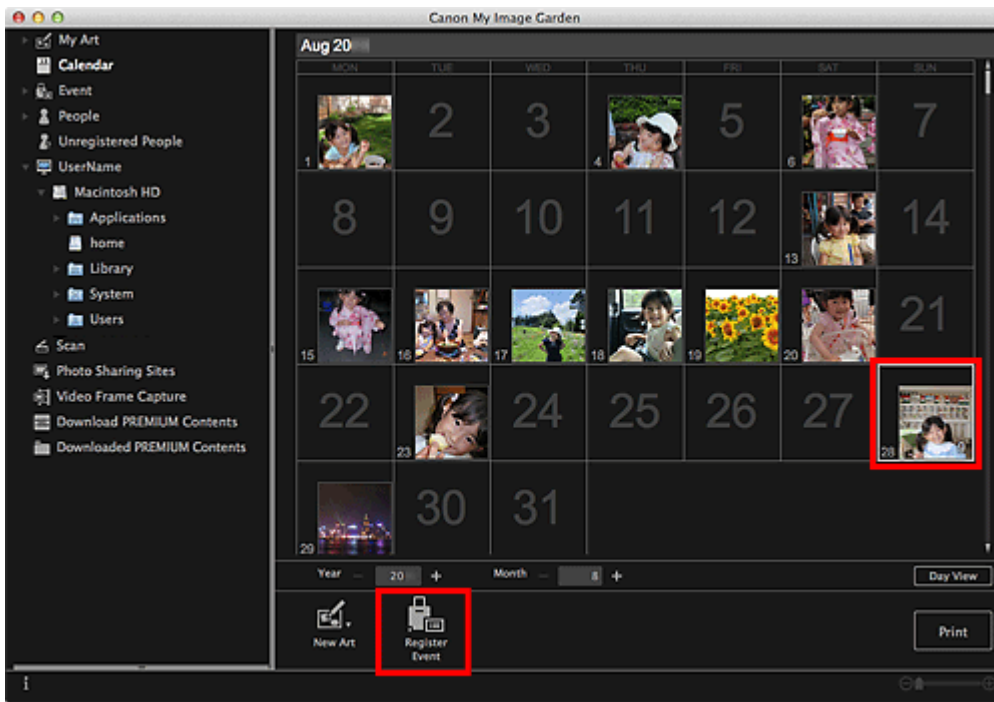 Canon My Image Garden
My Art
Calendar
Event
People
Unregistered People
UserName
Macintosh HD
Applications
home
Library
System
Users
Scan
Photo Sharing Sites
Video Frame Capture
Download PREMIUM Contents
Downloaded PREMIUM Contents
Aug 20
MON TUE WED THU FRI SAT SUN
1 2 3 4 5 6 7
8 9 10 11 12 13 14
15 16 17 18 19 20 21
22 23 24 25 26 27 28
29 30 31
Year − 20 + Month − 8 + Day View
New Art
Register
Event
Print
i